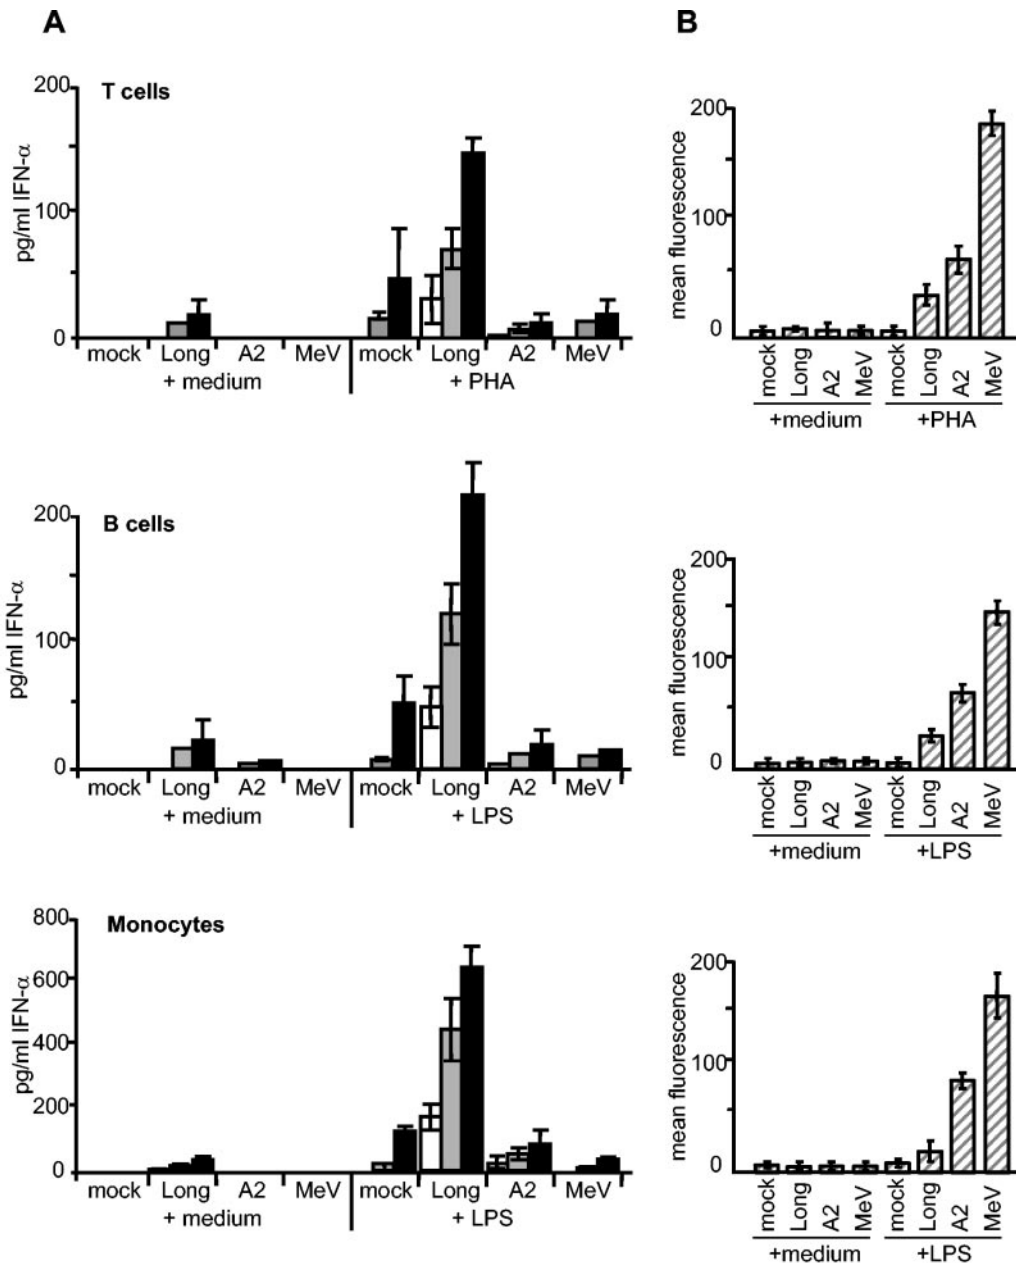 A
B
T cells
pg/ml IFN-α
200
100
0
mock Long A2 MeV mock Long A2 MeV
+ medium + PHA
mean fluorescence
200
100
0
mock Long A2 MeV mock Long A2 MeV
+medium +PHA
B cells
pg/ml IFN-α
200
100
0
mock Long A2 MeV mock Long A2 MeV
+ medium + LPS
mean fluorescence
200
100
0
mock Long A2 MeV mock Long A2 MeV
+medium +LPS
Monocytes
pg/ml IFN-α
800
600
400
200
0
mock Long A2 MeV mock Long A2 MeV
+ medium + LPS
mean fluorescence
200
100
0
mock Long A2 MeV mock Long A2 MeV
+medium +LPS